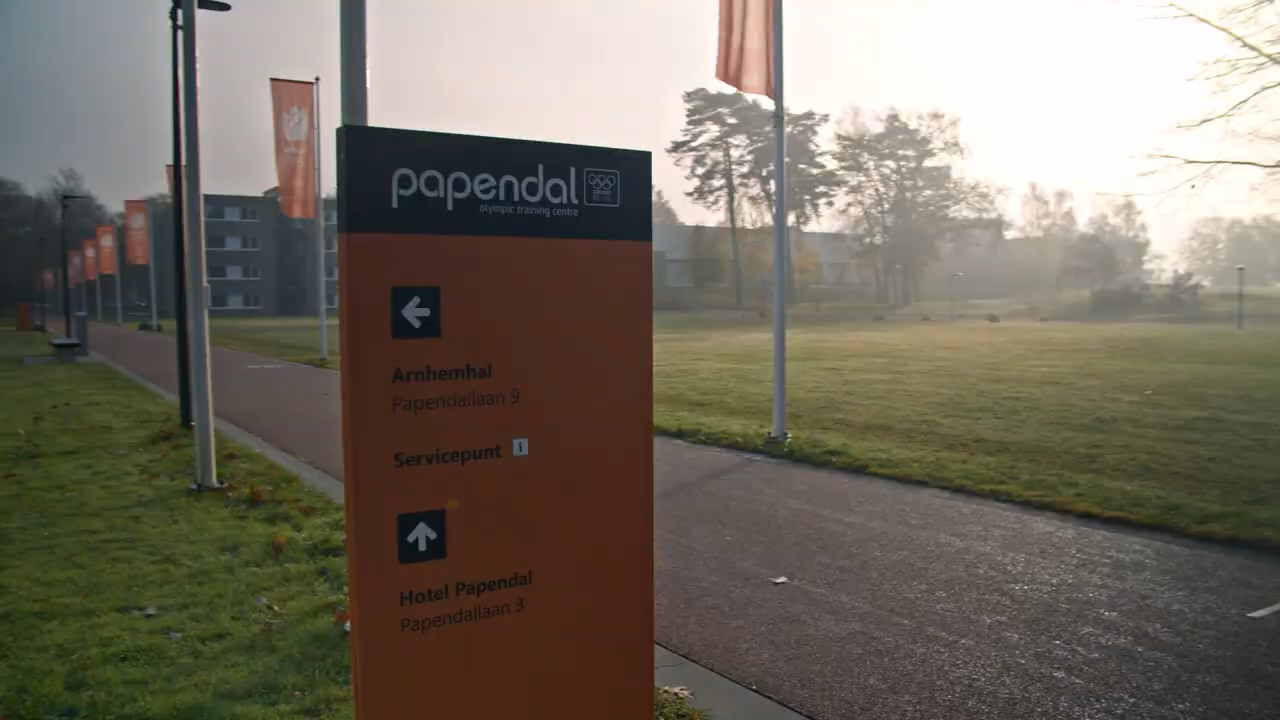 papendal
olympic training centre
Arnhemhal
Papendallaan 9
Servicepunt i
Hotel Papendal
Papendallaan 3